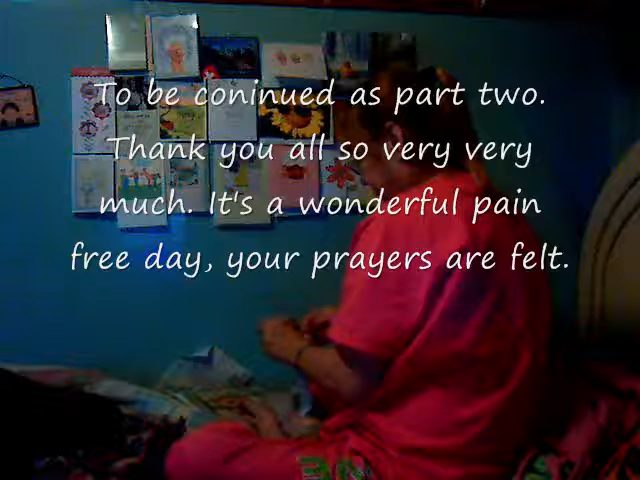 To be coninued as part two.
Thank you all so very very
much. It's a wonderful pain
free day, your prayers are felt.